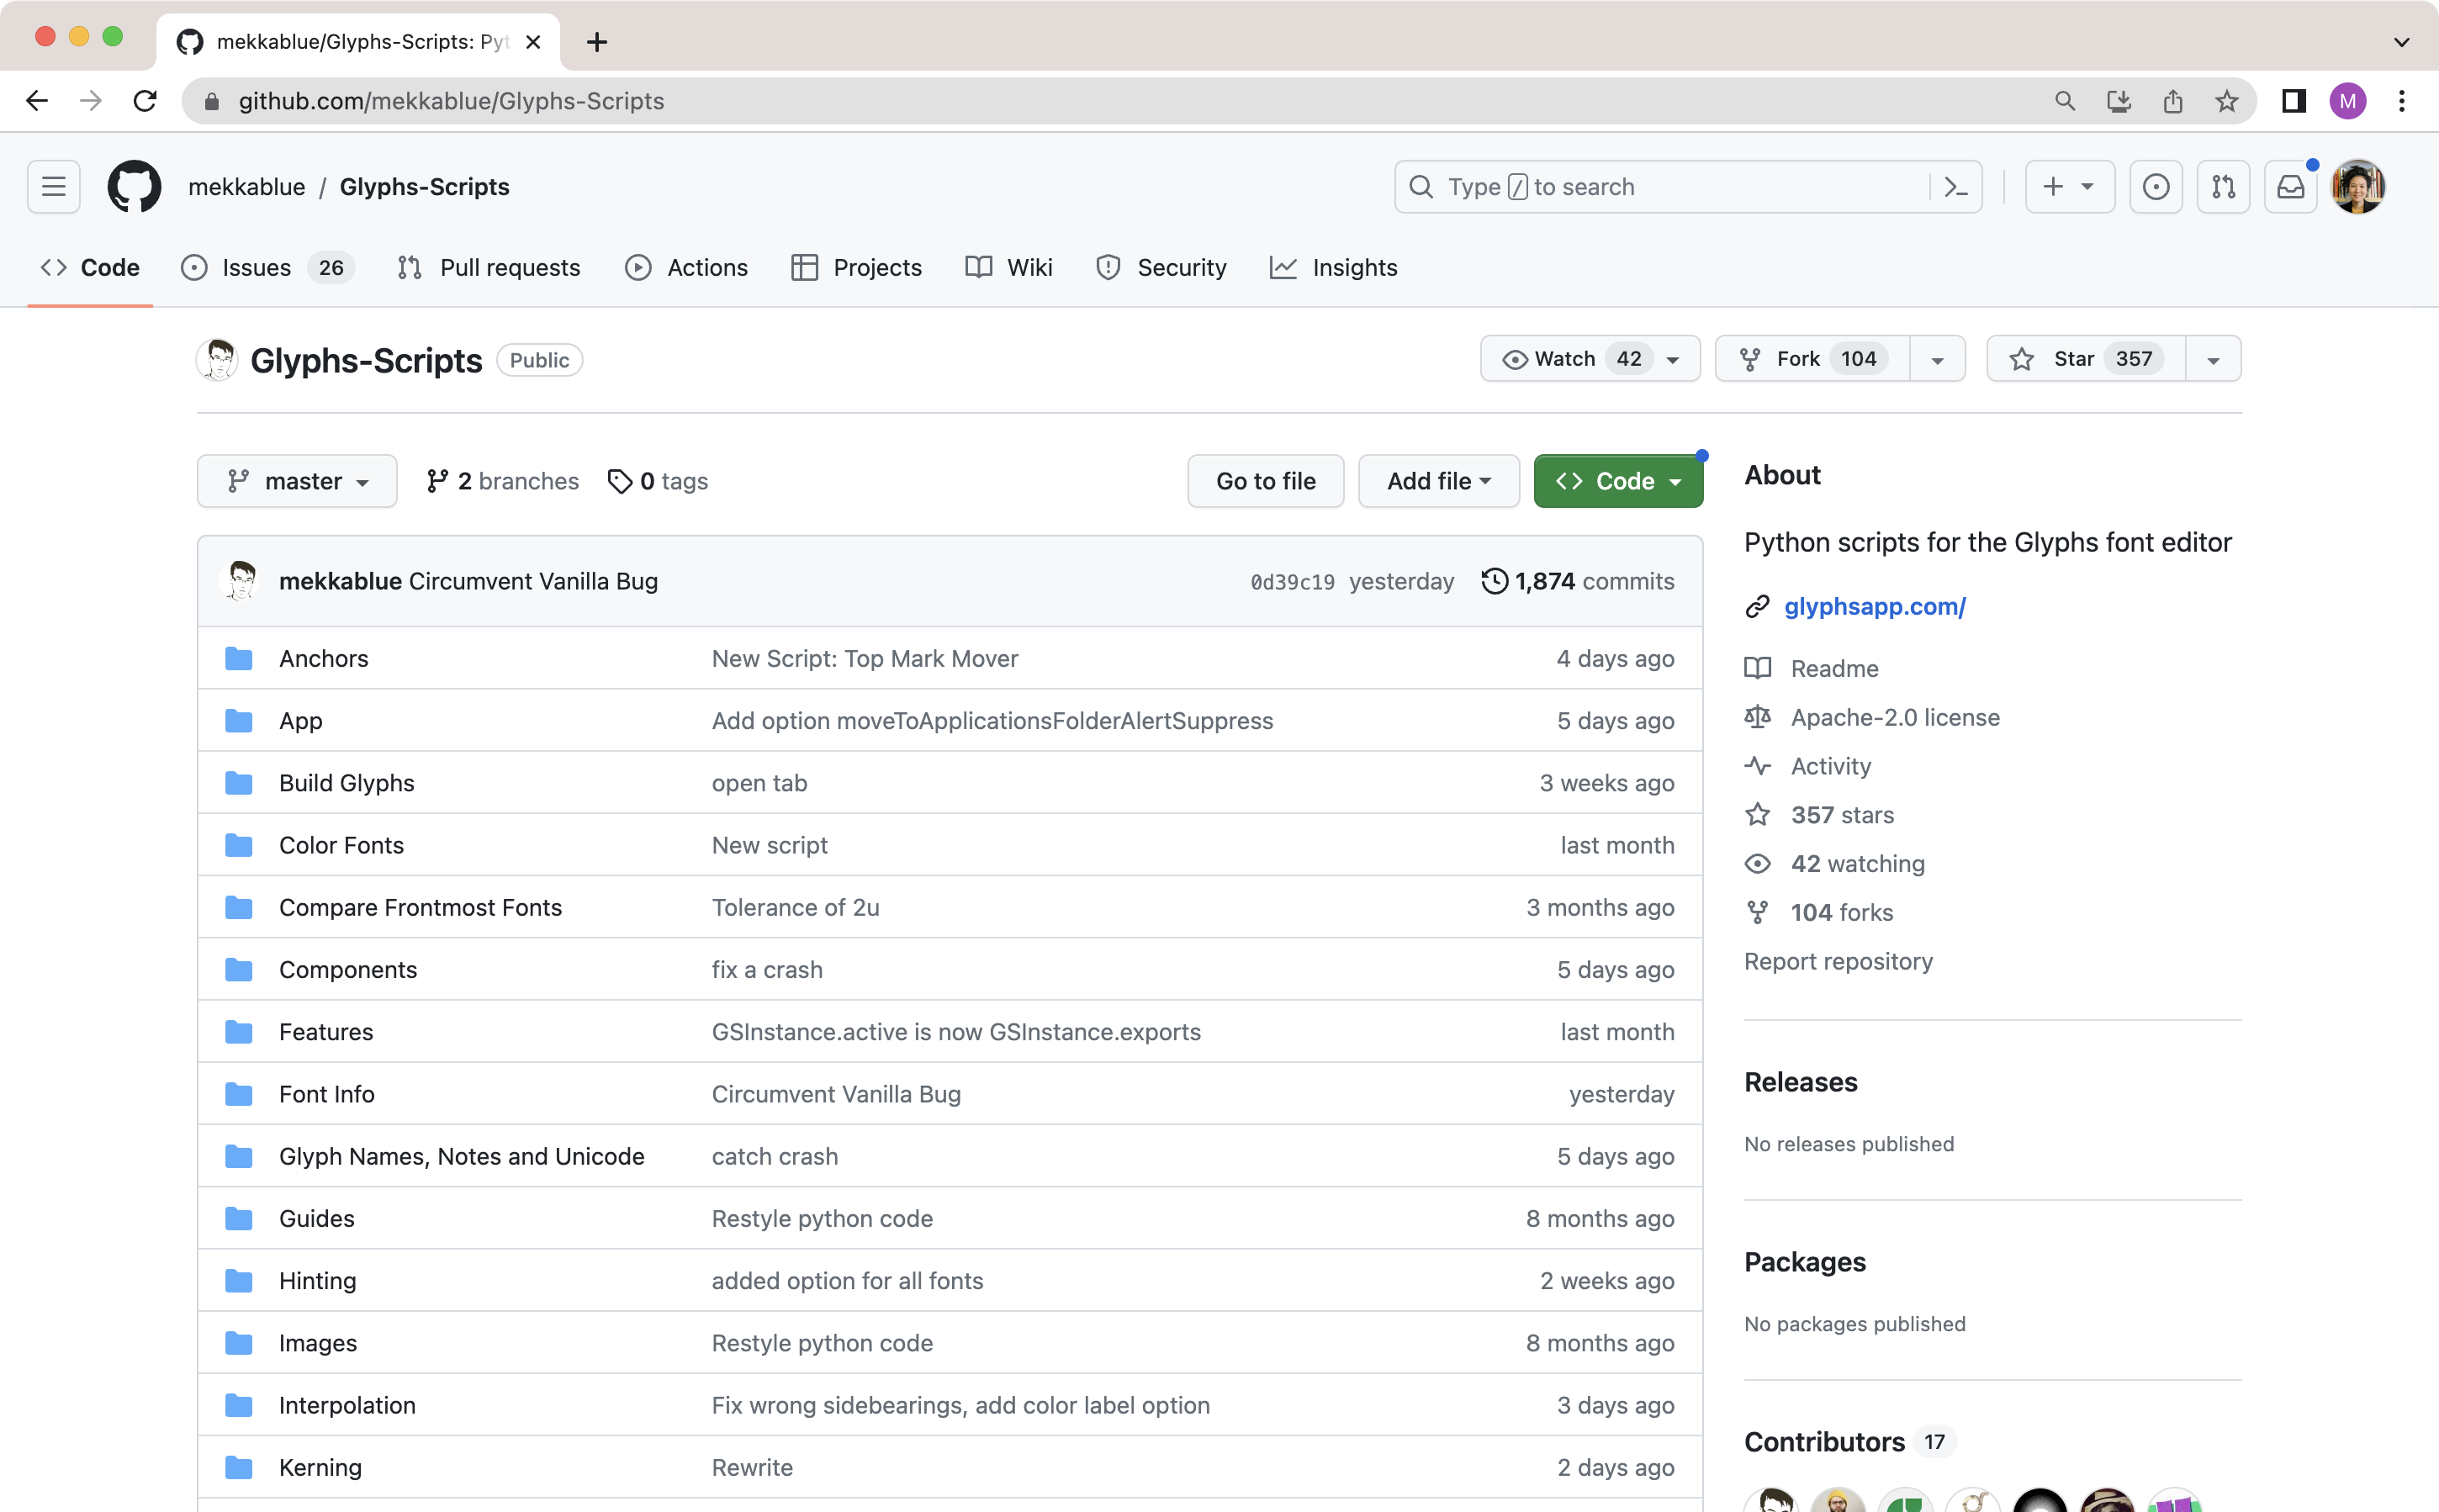 mekkablue/Glyphs-Scripts: Pyt
github.com/mekkablue/Glyphs-Scripts
M
mekkablue / Glyphs-Scripts
Type / to search
Code
Issues 26
Pull requests
Actions
Projects
Wiki
Security
Insights
Glyphs-Scripts Public
Watch 42
Fork 104
Star 357
master
2 branches
0 tags
Go to file
Add file
Code
mekkablue Circumvent Vanilla Bug 0d39c19 yesterday 1,874 commits
Anchors New Script: Top Mark Mover 4 days ago
App Add option moveToApplicationsFolderAlertSuppress 5 days ago
Build Glyphs open tab 3 weeks ago
Color Fonts New script last month
Compare Frontmost Fonts Tolerance of 2u 3 months ago
Components fix a crash 5 days ago
Features GSInstance.active is now GSInstance.exports last month
Font Info Circumvent Vanilla Bug yesterday
Glyph Names, Notes and Unicode catch crash 5 days ago
Guides Restyle python code 8 months ago
Hinting added option for all fonts 2 weeks ago
Images Restyle python code 8 months ago
Interpolation Fix wrong sidebearings, add color label option 3 days ago
Kerning Rewrite 2 days ago
About
Python scripts for the Glyphs font editor
glyphsapp.com/
Readme
Apache-2.0 license
Activity
357 stars
42 watching
104 forks
Report repository
Releases
No releases published
Packages
No packages published
Contributors 17